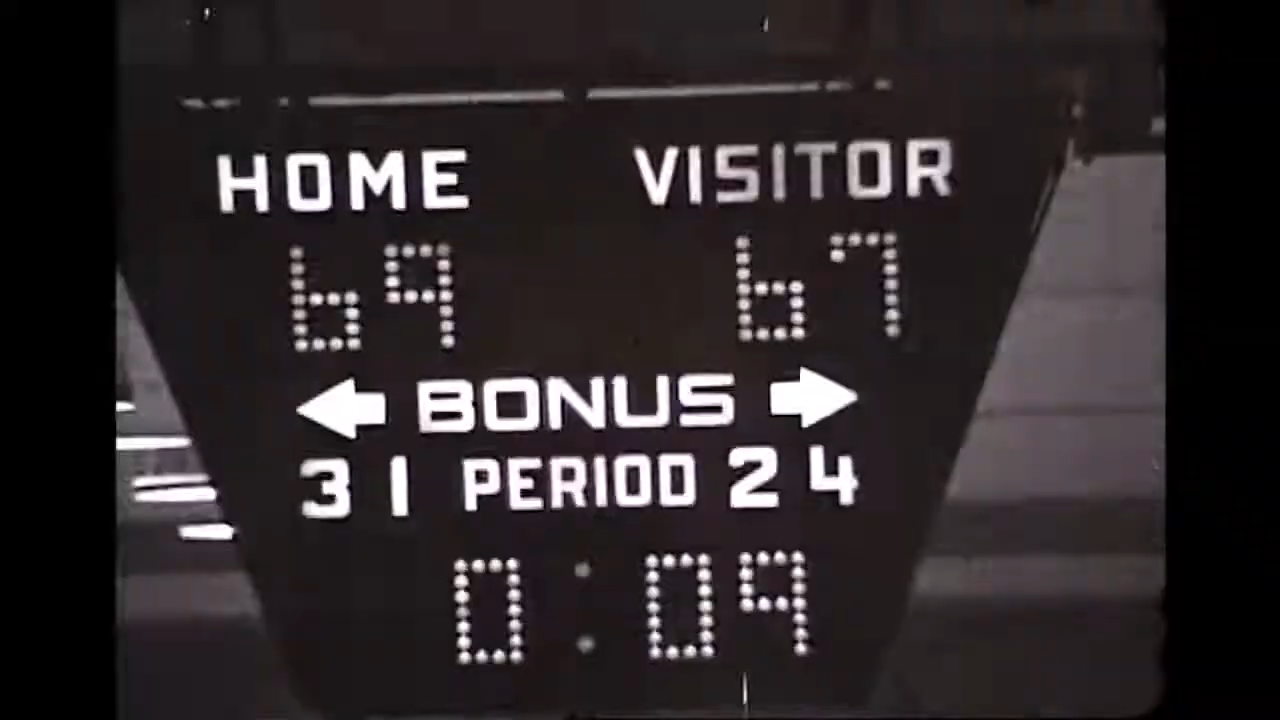 HOME VISITOR
69 67
← BONUS →
3 1 PERIOD 2 4
0:09